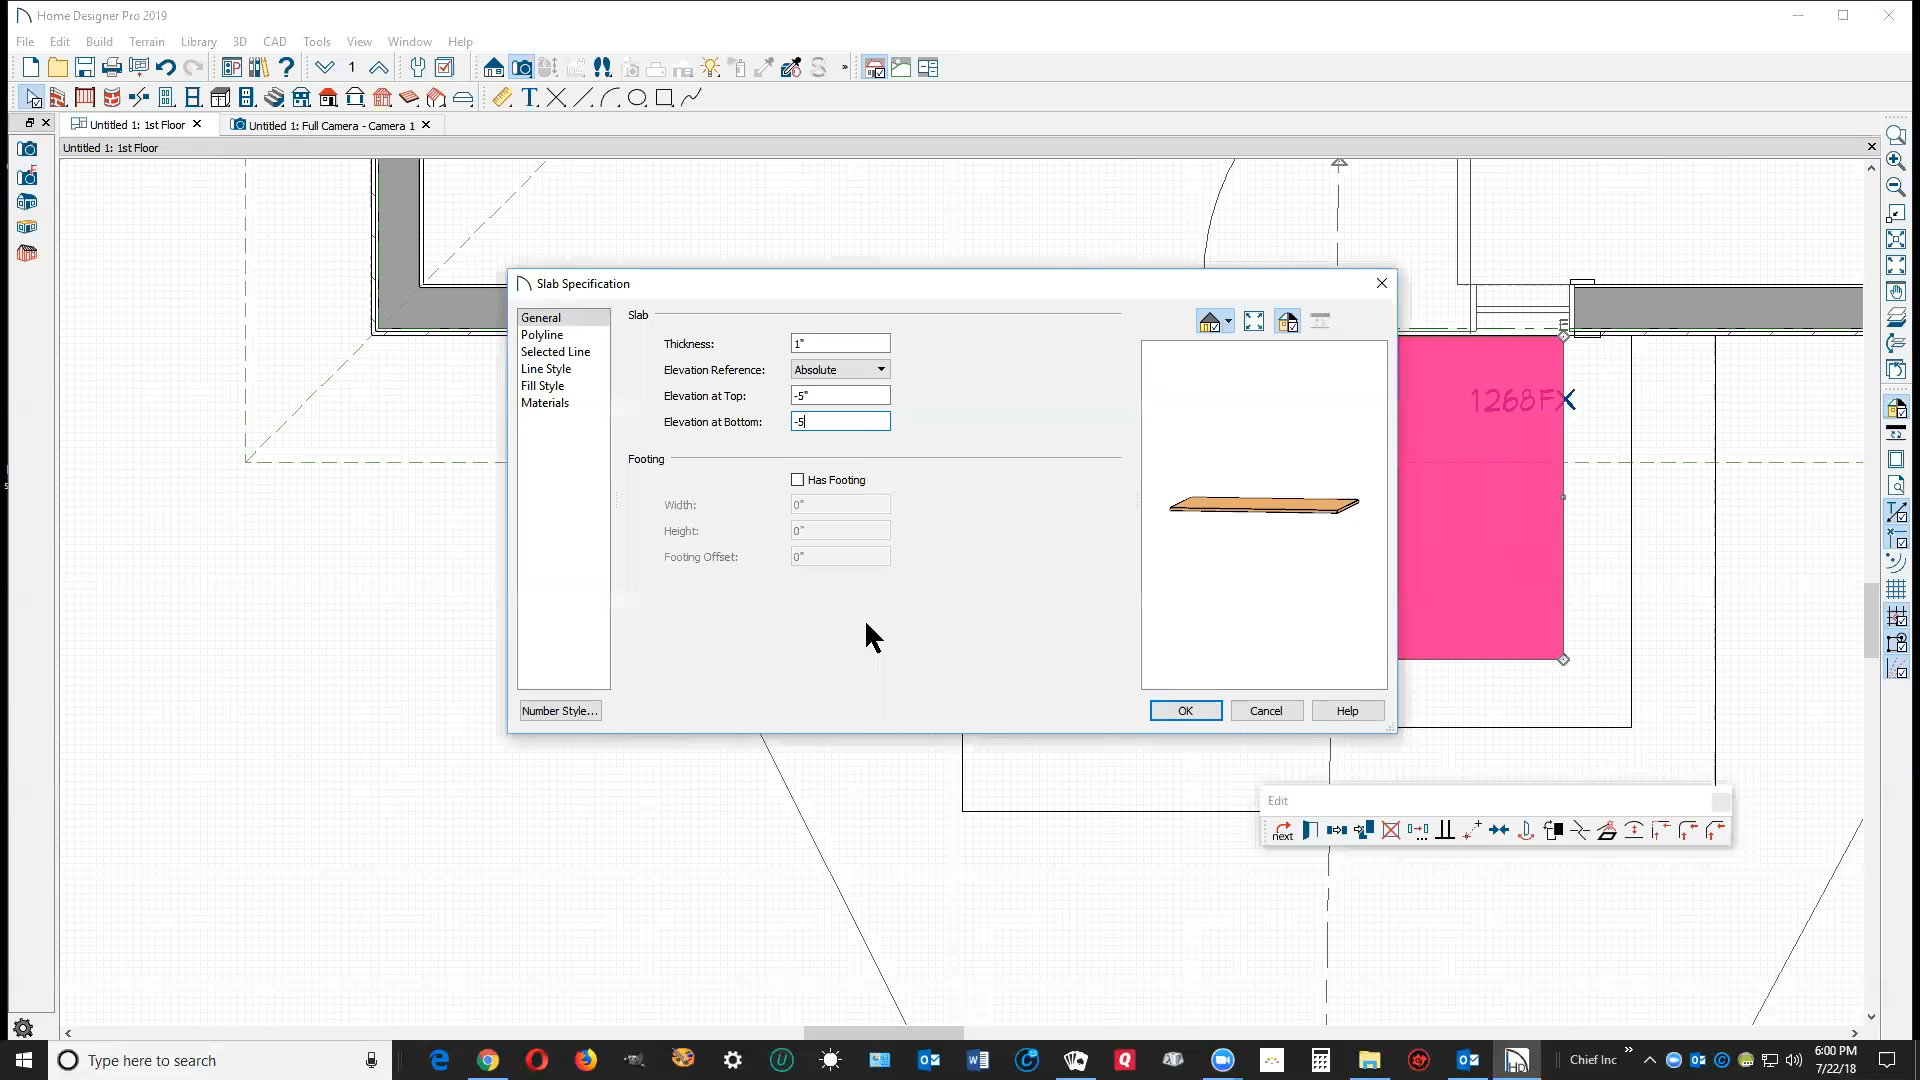 Home Designer Pro 2019
File Edit Build Terrain Library 3D CAD Tools View Window Help
1
Untitled 1: 1st Floor Untitled 1: Full Camera - Camera 1
Untitled 1: 1st Floor
Slab Specification
General
Polyline
Selected Line
Line Style
Fill Style
Materials
Slab
Thickness: 1"
Elevation Reference: Absolute
Elevation at Top: -5"
Elevation at Bottom: -5
Footing
Has Footing
Width: 0"
Height: 0"
Footing Offset: 0"
Number Style... OK Cancel Help
1268FX
Edit
next
Type here to search
Chief Inc
6:00 PM
7/22/18